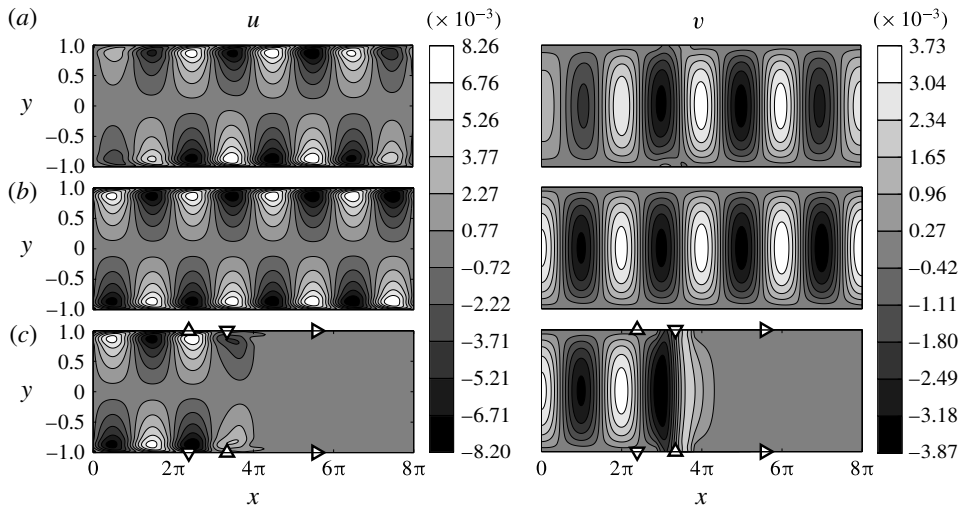 (a) u (× 10⁻³) v (× 10⁻³)
1.0 8.26 3.73
0.5 6.76 3.04
y 0 5.26 2.34
−0.5 3.77 1.65
−1.0 2.27 0.96
(b) 1.0 0.77 0.27
0.5
y 0 −0.72 −0.42
−0.5 −2.22 −1.11
−1.0
(c) 1.0 −3.71 −1.80
0.5 −5.21 −2.49
y 0
−0.5 −6.71 −3.18
−1.0 −8.20 −3.87
0 2π 4π 6π 8π 0 2π 4π 6π 8π
x x